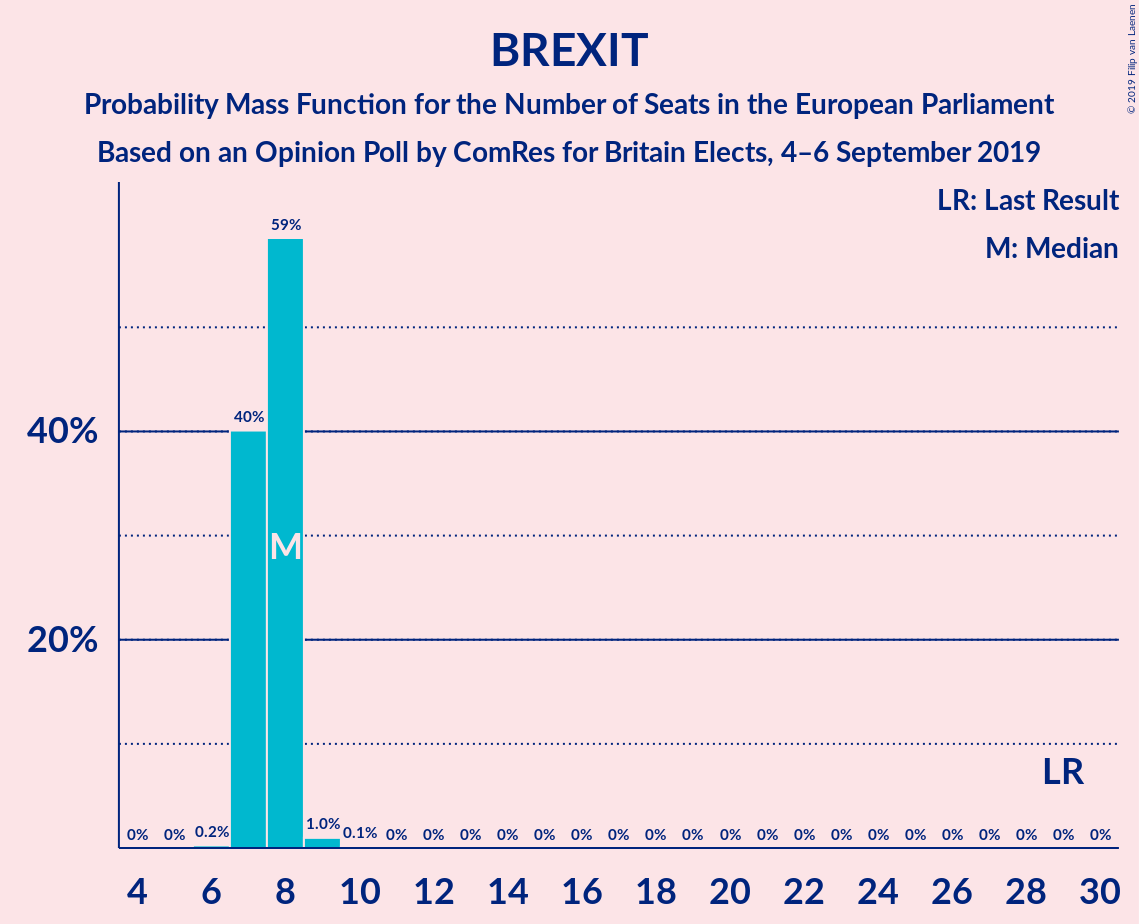 BREXIT
Probability Mass Function for the Number of Seats in the European Parliament
Based on an Opinion Poll by ComRes for Britain Elects, 4–6 September 2019
© 2019 Filip van Laenen
LR: Last Result
M: Median
59%
40%
40%
M
20%
LR
0% 0% 0.2% 1.0% 0.1% 0% 0% 0% 0% 0% 0% 0% 0% 0% 0% 0% 0% 0% 0% 0% 0% 0% 0% 0% 0%
4 6 8 10 12 14 16 18 20 22 24 26 28 30